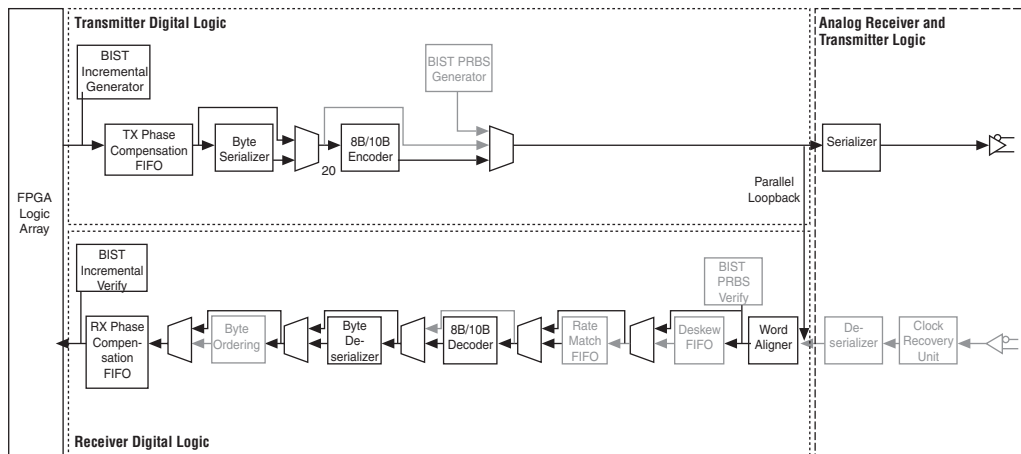 Transmitter Digital Logic
Analog Receiver and
Transmitter Logic
BIST
Incremental
Generator
BIST PRBS
Generator
TX Phase
Compensation
FIFO
Byte
Serializer
20
8B/10B
Encoder
Serializer
Parallel
Loopback
FPGA
Logic
Array
BIST
Incremental
Verify
BIST
PRBS
Verify
RX Phase
Compen-
sation
FIFO
Byte
Ordering
Byte
De-
serializer
8B/10B
Decoder
Rate
Match
FIFO
Deskew
FIFO
Word
Aligner
De-
serializer
Clock
Recovery
Unit
Receiver Digital Logic